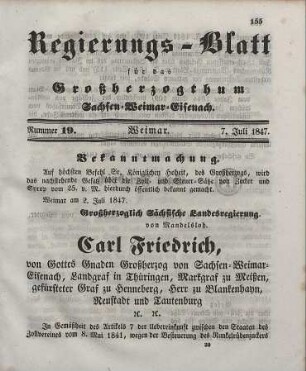 155
Regierungs-Blatt
für das
Großherzogthum
Sachsen-Weimar-Eisenach.
Nummer 19. Weimar. 7. Juli 1847.
Bekanntmachung.
Auf höchsten Befehl Sr. Königlichen Hoheit, des Großherzogs, wird
das nachstehende Gesetz über die Zoll- und Steuer-Sätze von Zucker und
Syrup vom 25. v. M. hierdurch öffentlich bekannt gemacht.
Weimar am 2. Juli 1847.
Großherzoglich Sächsische Landesregierung.
von Mandelsloh.
Carl Friedrich,
von Gottes Gnaden Großherzog von Sachsen-Weimar-
Eisenach, Landgraf in Thüringen, Markgraf zu Meißen,
gefürsteter Graf zu Henneberg, Herr zu Blankenhayn,
Neustadt und Tautenburg
ꝛc. ꝛc.
In Gemäßheit des Artikels 7 der Uebereinkunft zwischen den Staaten des
Zollvereines vom 8. Mai 1841, wegen der Besteuerung des Runkelrübenzuckers